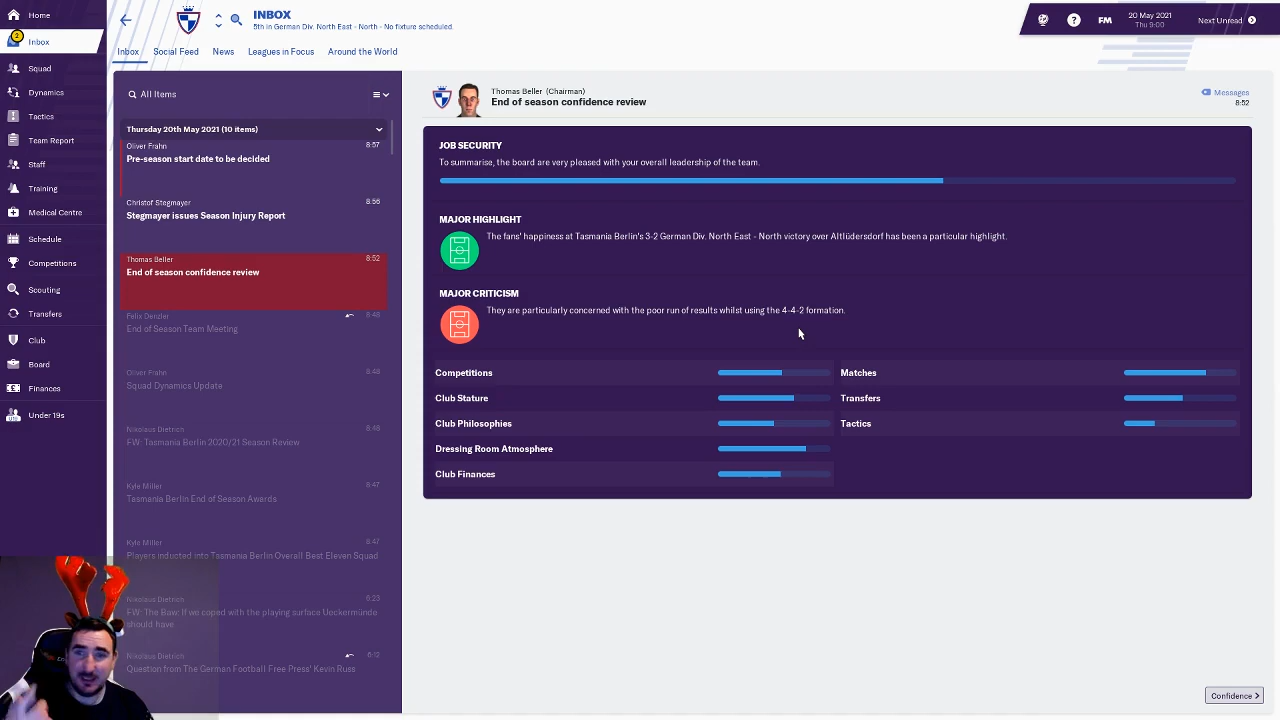 Home
2
Inbox
Squad
Dynamics
Tactics
Team Report
Staff
Training
Medical Centre
Schedule
Competitions
Scouting
Transfers
Club
Board
Finances
Under 19s
INBOX
5th in German Div. North East - North - No fixture scheduled.
?
FM
20 May 2021
Thu 9:00
Next Unread
Inbox
Social Feed
News
Leagues in Focus
Around the World
All Items
Thursday 20th May 2021 (10 items)
Oliver Frahn
8:57
Pre-season start date to be decided
Christof Stegmayer
8:56
Stegmayer issues Season Injury Report
Thomas Beller
8:52
End of season confidence review
Felix Denzler
8:48
End of Season Team Meeting
Oliver Frahn
8:48
Squad Dynamics Update
Nikolaus Dietrich
8:48
FW: Tasmania Berlin 2020/21 Season Review
Kyle Miller
8:47
Tasmania Berlin End of Season Awards
Kyle Miller
8:47
Players inducted into Tasmania Berlin Overall Best Eleven Squad
Nikolaus Dietrich
8:23
FW: The Baw: If we coped with the playing surface Ueckermünde
should have
Nikolaus Dietrich
8:12
Question from The German Football Free Press' Kevin Russ
Thomas Beller (Chairman)
End of season confidence review
Messages
8:52
JOB SECURITY
To summarise, the board are very pleased with your overall leadership of the team.
MAJOR HIGHLIGHT
The fans' happiness at Tasmania Berlin's 3-2 German Div. North East - North victory over Altlüdersdorf has been a particular highlight.
MAJOR CRITICISM
They are particularly concerned with the poor run of results whilst using the 4-4-2 formation.
Competitions
Matches
Club Stature
Transfers
Club Philosophies
Tactics
Dressing Room Atmosphere
Club Finances
Confidence